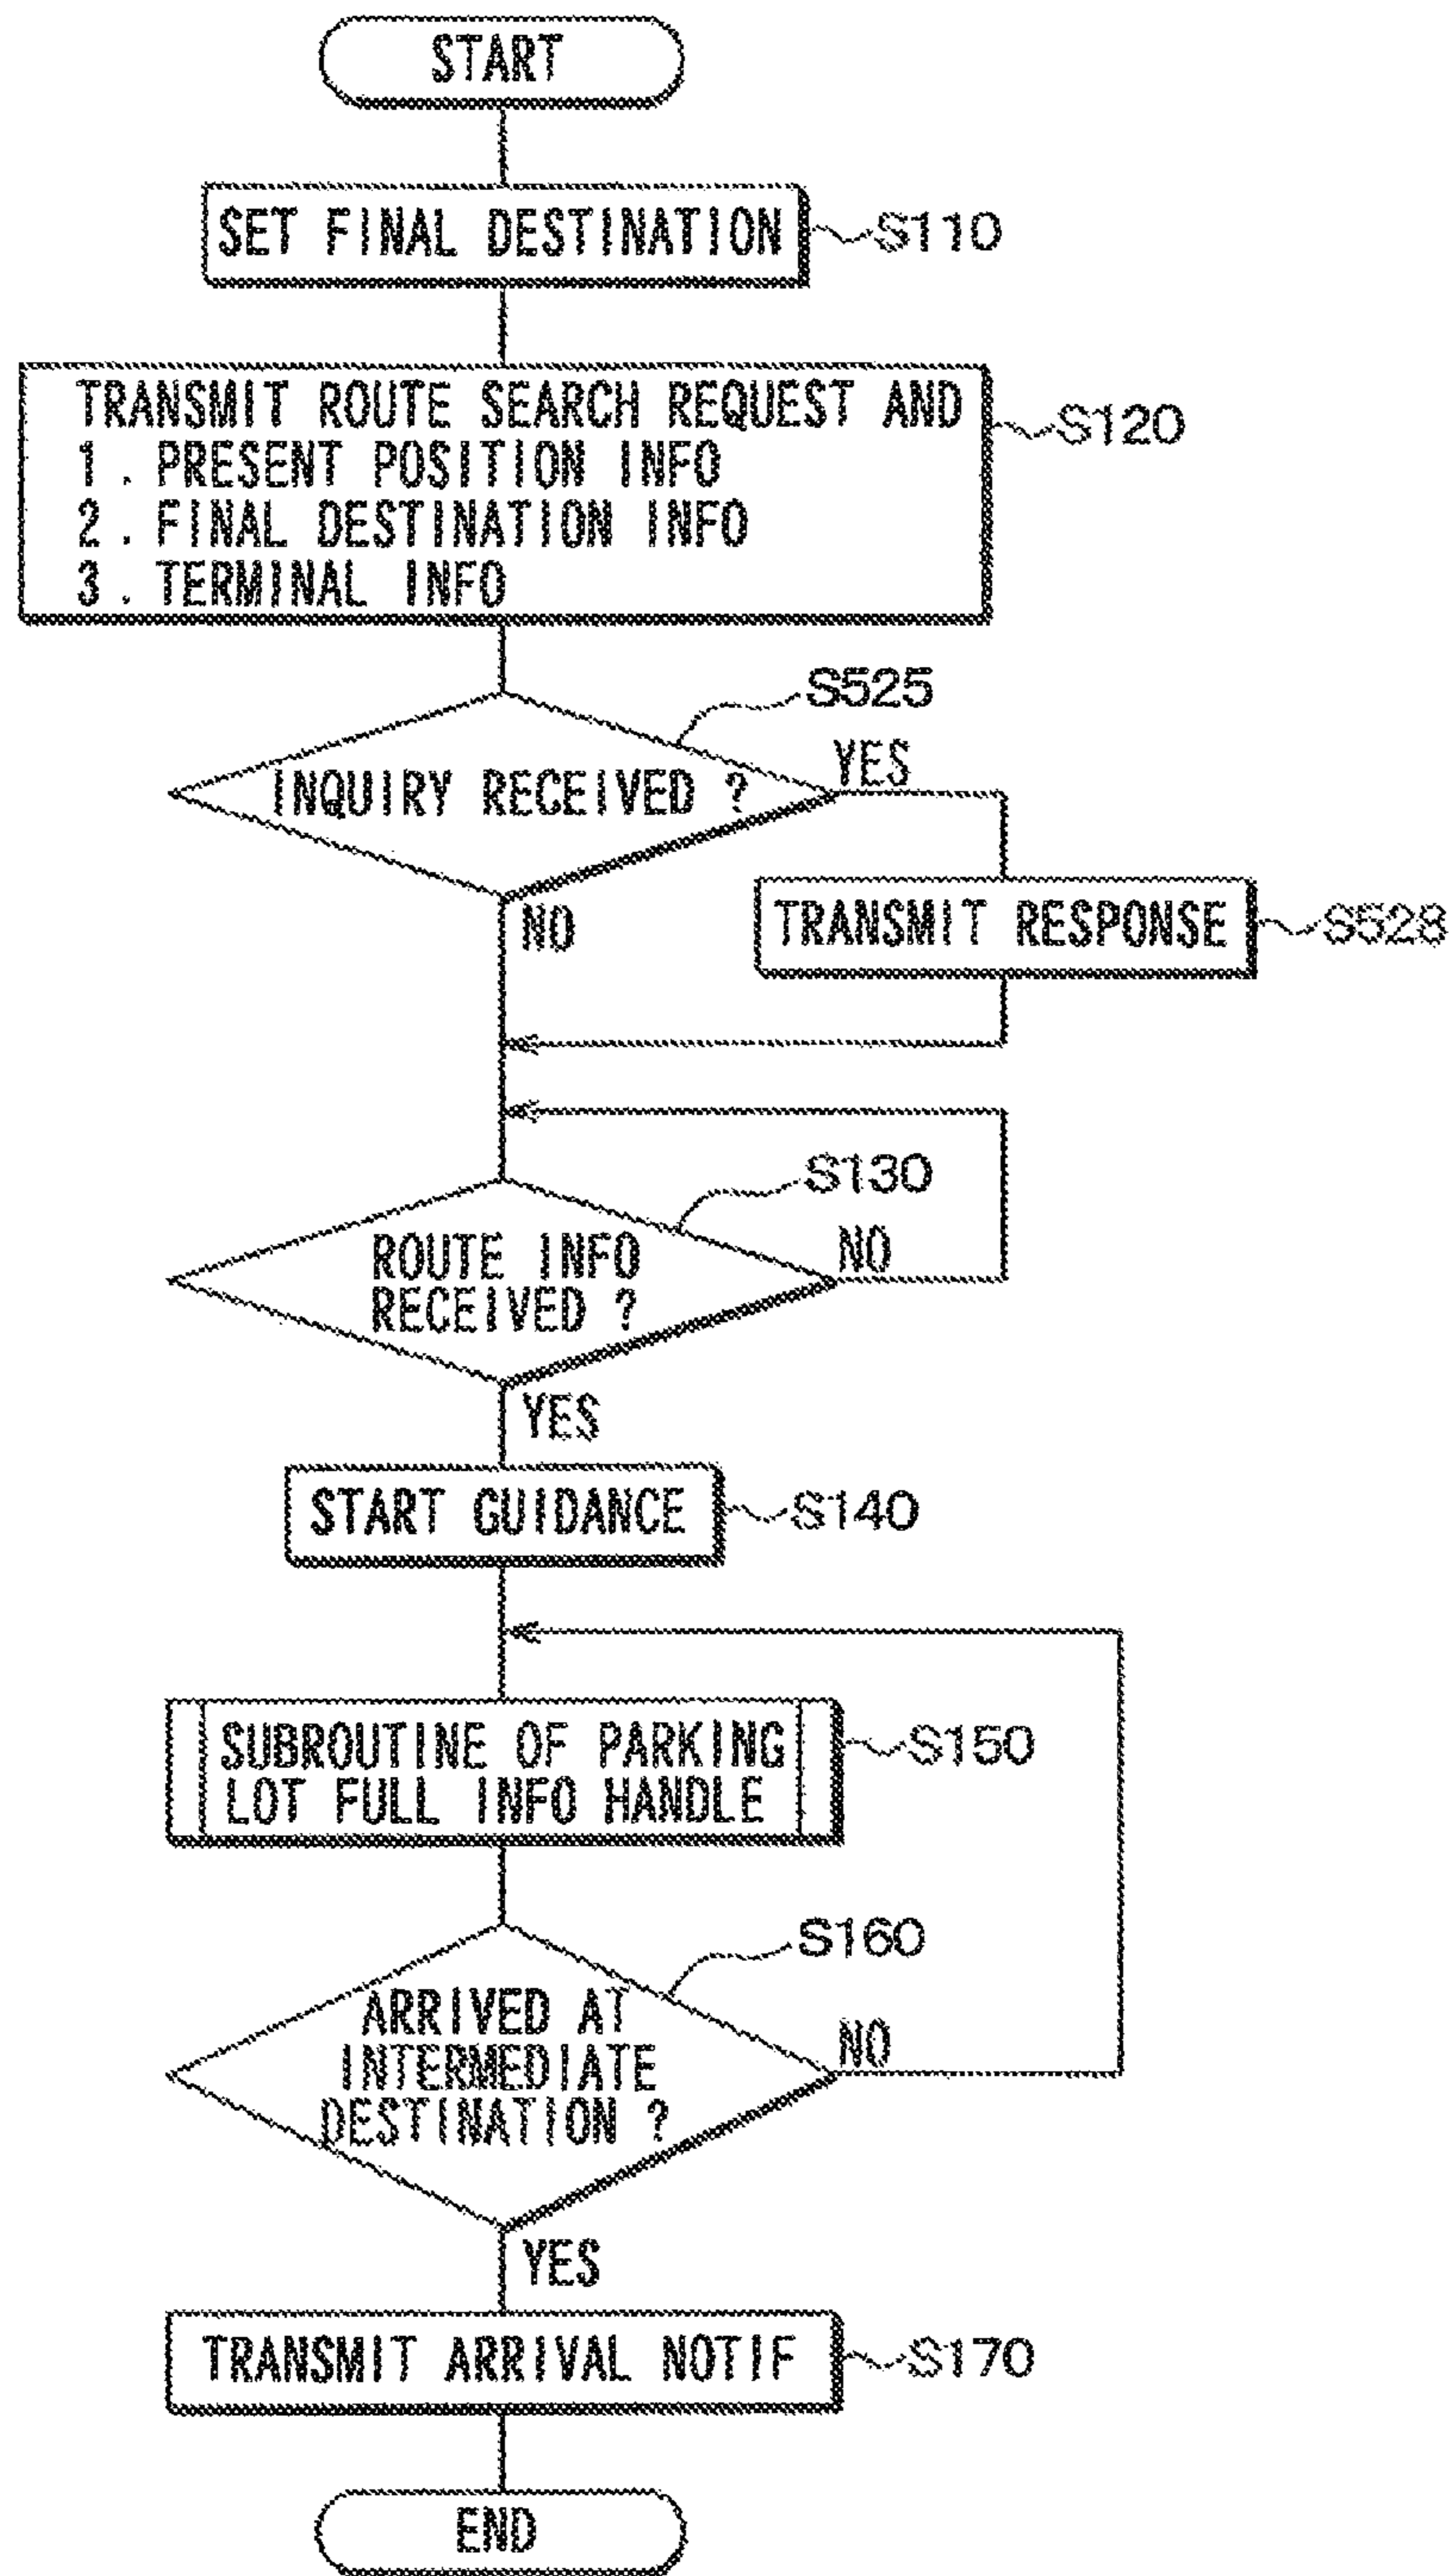 START
SET FINAL DESTINATION
S110
TRANSMIT ROUTE SEARCH REQUEST AND
1. PRESENT POSITION INFO
2. FINAL DESTINATION INFO
3. TERMINAL INFO
S120
S525
INQUIRY RECEIVED ?
YES
NO
TRANSMIT RESPONSE
S528
S130
ROUTE INFO
RECEIVED ?
NO
YES
START GUIDANCE
S140
SUBROUTINE OF PARKING
LOT FULL INFO HANDLE
S150
S160
ARRIVED AT
INTERMEDIATE
DESTINATION ?
NO
YES
TRANSMIT ARRIVAL NOTIF
S170
END